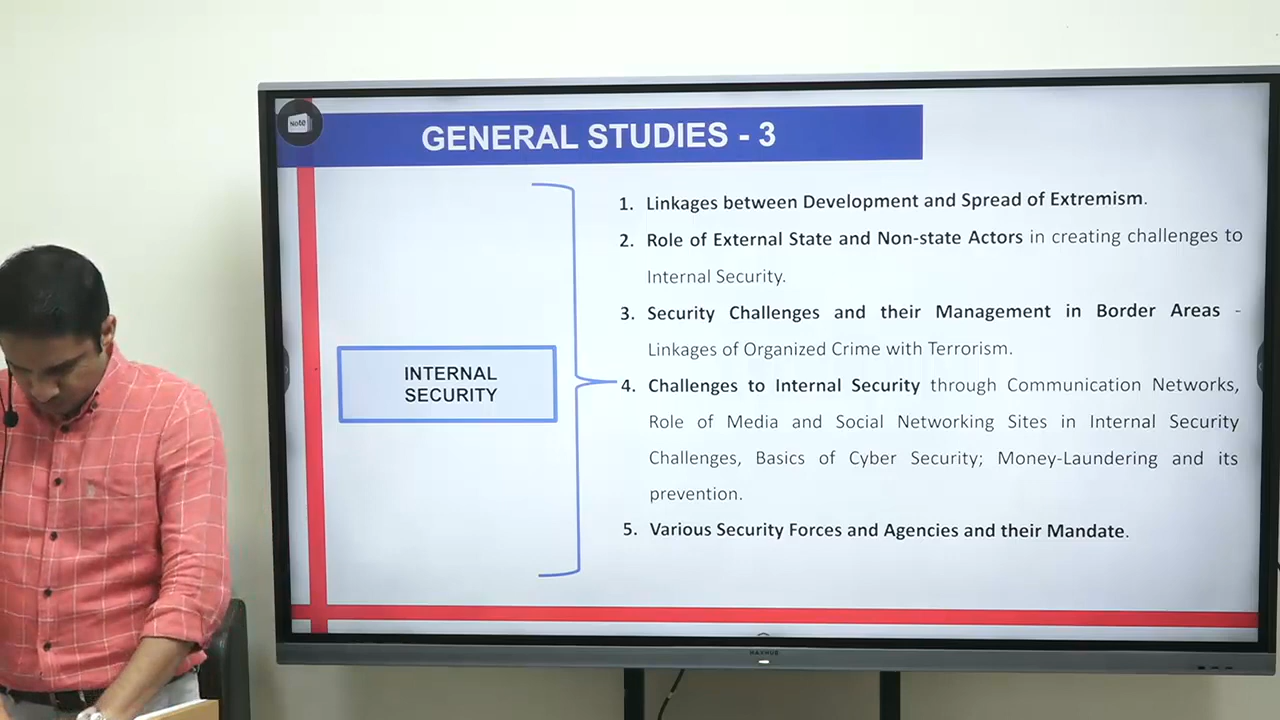 Note
GENERAL STUDIES - 3
1. Linkages between Development and Spread of Extremism.
2. Role of External State and Non-state Actors in creating challenges to
Internal Security.
3. Security Challenges and their Management in Border Areas -
Linkages of Organized Crime with Terrorism.
INTERNAL
SECURITY
4. Challenges to Internal Security through Communication Networks,
Role of Media and Social Networking Sites in Internal Security
Challenges, Basics of Cyber Security; Money-Laundering and its
prevention.
5. Various Security Forces and Agencies and their Mandate.